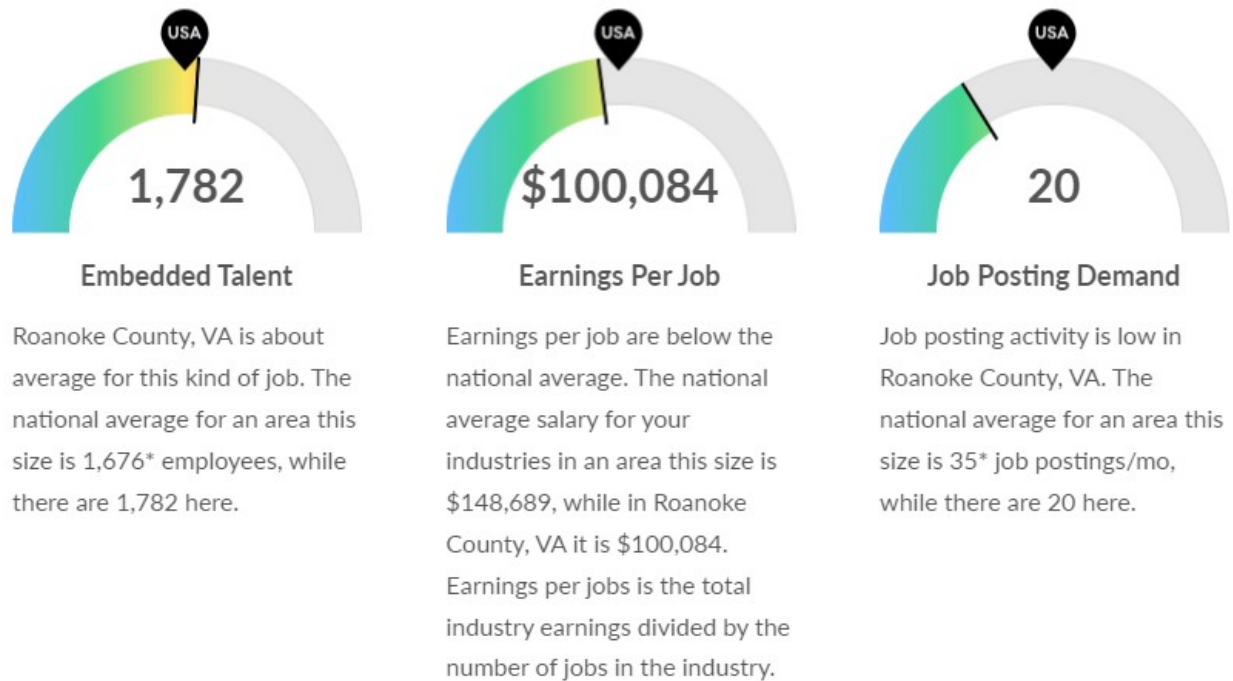 USA
1,782
Embedded Talent
Roanoke County, VA is about
average for this kind of job. The
national average for an area this
size is 1,676* employees, while
there are 1,782 here.
USA
$100,084
Earnings Per Job
Earnings per job are below the
national average. The national
average salary for your
industries in an area this size is
$148,689, while in Roanoke
County, VA it is $100,084.
Earnings per jobs is the total
industry earnings divided by the
number of jobs in the industry.
USA
20
Job Posting Demand
Job posting activity is low in
Roanoke County, VA. The
national average for an area this
size is 35* job postings/mo,
while there are 20 here.